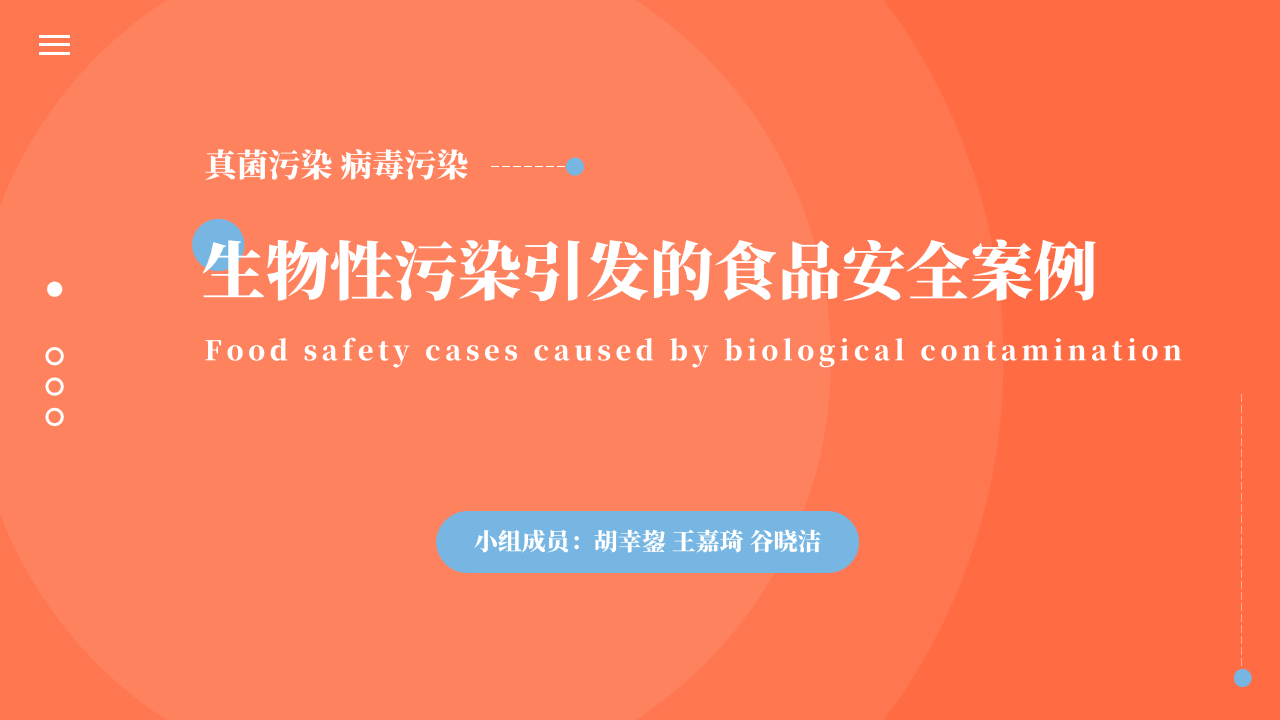 真菌污染 病毒污染
生物性污染引发的食品安全案例
Food safety cases caused by biological contamination
小组成员：胡幸鋆 王嘉琦 谷晓洁